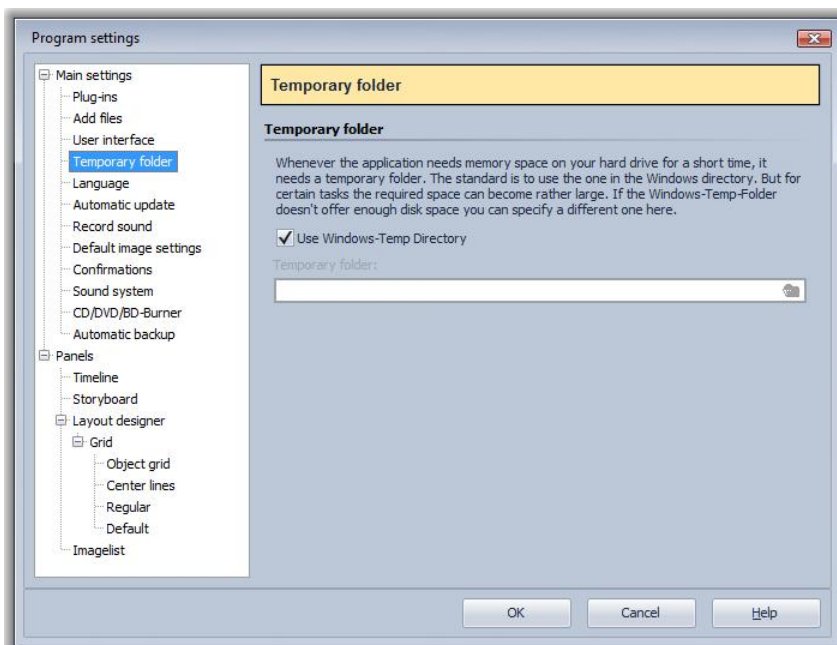 Program settings
Main settings
Plug-ins
Add files
User interface
Temporary folder
Language
Automatic update
Record sound
Default image settings
Confirmations
Sound system
CD/DVD/BD-Burner
Automatic backup
Panels
Timeline
Storyboard
Layout designer
Grid
Object grid
Center lines
Regular
Default
Imagelist
Temporary folder
Temporary folder
Whenever the application needs memory space on your hard drive for a short time, it
needs a temporary folder. The standard is to use the one in the Windows directory. But for
certain tasks the required space can become rather large. If the Windows-Temp-Folder
doesn't offer enough disk space you can specify a different one here.
Use Windows-Temp Directory
Temporary folder:
OK
Cancel
Help